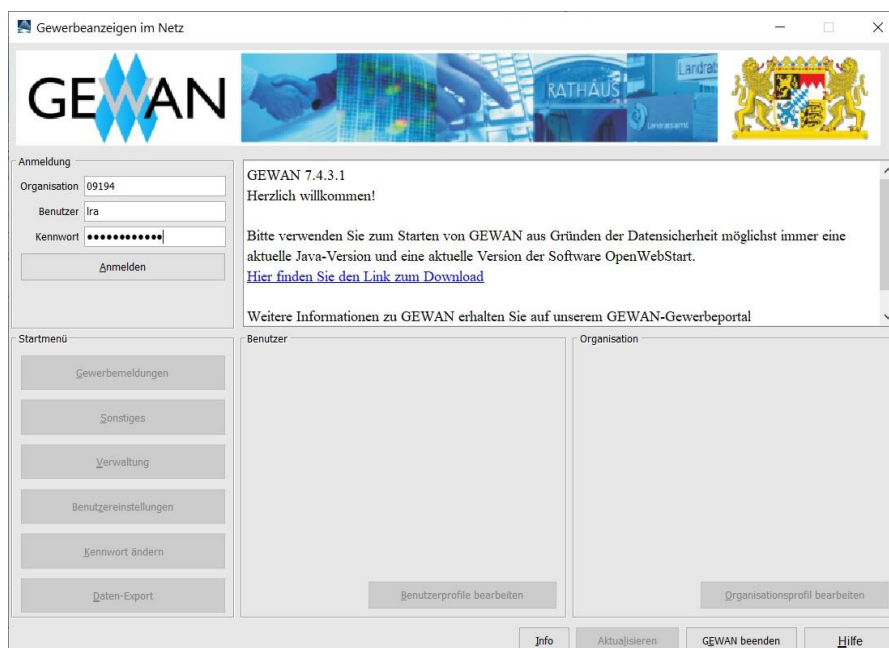 Gewerbeanzeigen im Netz
GEWAN
RATHAUS
Landrat
Landratsamt
Anmeldung
Organisation 09194
Benutzer Ira
Kennwort ●●●●●●●●●●●●
Anmelden
GEWAN 7.4.3.1
Herzlich willkommen!
Bitte verwenden Sie zum Starten von GEWAN aus Gründen der Datensicherheit möglichst immer eine
aktuelle Java-Version und eine aktuelle Version der Software OpenWebStart.
Hier finden Sie den Link zum Download
Weitere Informationen zu GEWAN erhalten Sie auf unserem GEWAN-Gewerbeportal
Startmenü
Gewerbemeldungen
Sonstiges
Verwaltung
Benutzereinstellungen
Kennwort ändern
Daten-Export
Benutzer
Benutzerprofile bearbeiten
Organisation
Organisationsprofil bearbeiten
Info
Aktualisieren
GEWAN beenden
Hilfe